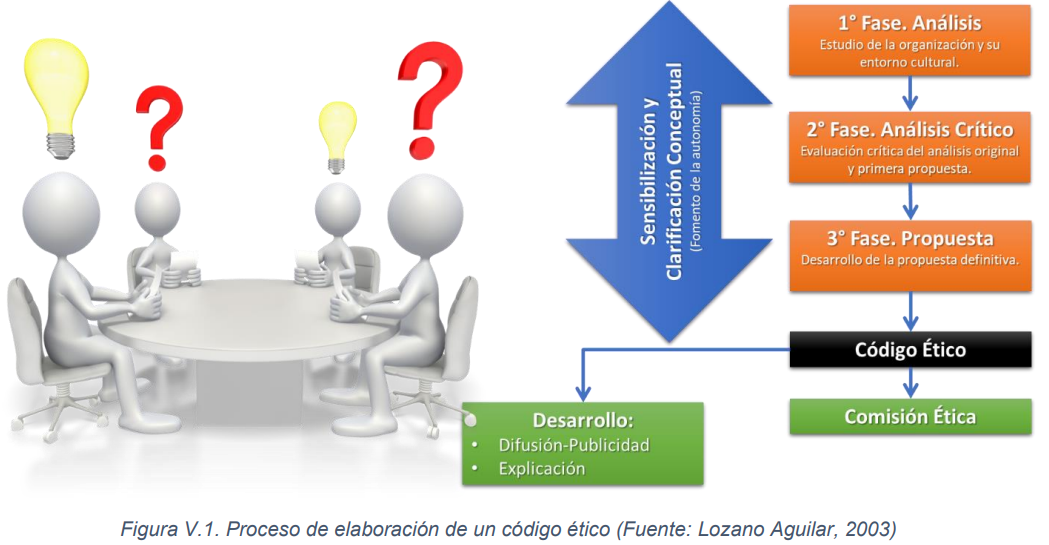 ?
?
Sensibilización y
Clarificación Conceptual
(Fomento de la autonomía)
1° Fase. Análisis
Estudio de la organización y su
entorno cultural.
2° Fase. Análisis Crítico
Evaluación crítica del análisis original
y primera propuesta.
3° Fase. Propuesta
Desarrollo de la propuesta definitiva.
Código Ético
Comisión Ética
Desarrollo:
• Difusión-Publicidad
• Explicación
Figura V.1. Proceso de elaboración de un código ético (Fuente: Lozano Aguilar, 2003)